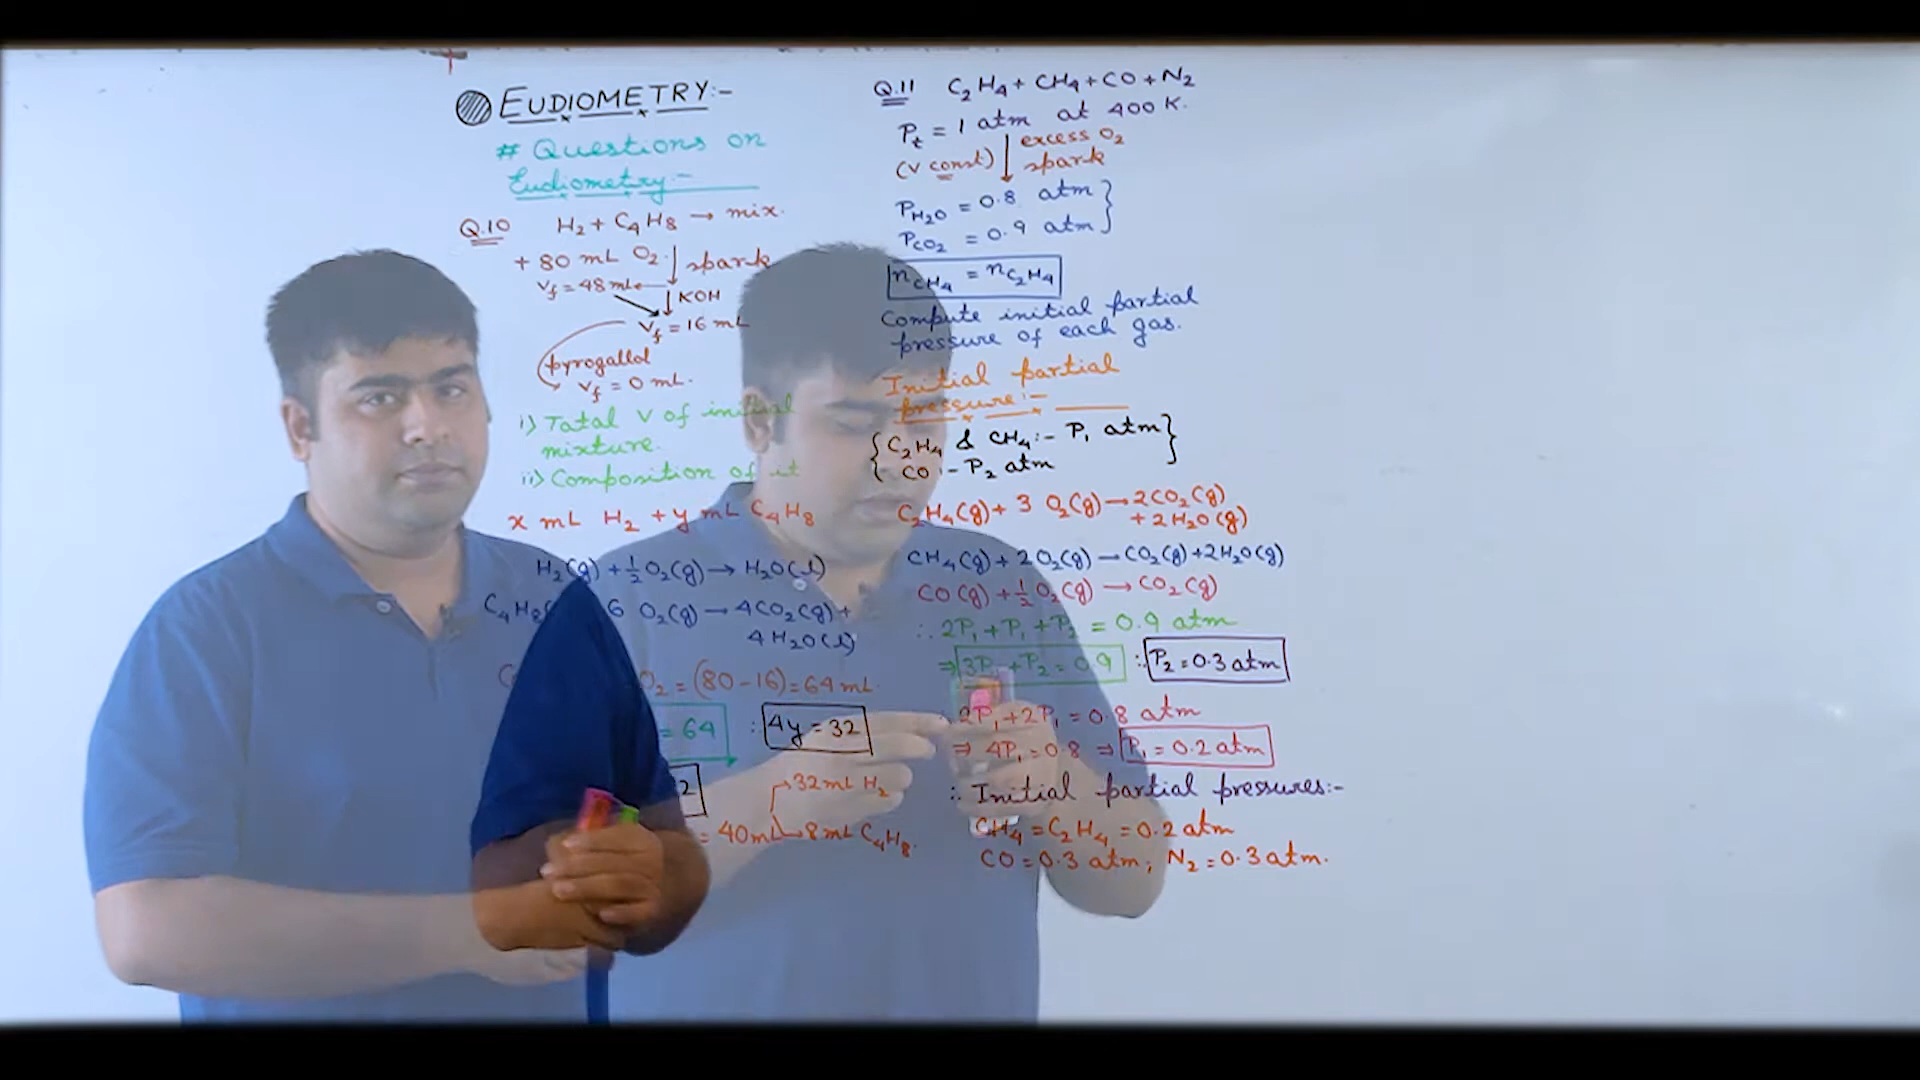 EUDIOMETRY:-
# Questions on
Eudiometry:-
Q.10 H₂ + C₄H₈ → mix.
+ 80 mL O₂ ↓ spark
V_f = 48 mL ←
↓ KOH
V_f = 16 mL
pyrogallol
V_f = 0 mL.
i) Total V of initial
mixture.
ii) Composition of it
x mL H₂ + y mL C₄H₈
H₂(g) + ½ O₂(g) → H₂O(l)
C₄H₈ 6 O₂(g) → 4CO₂(g) +
4H₂O(l)
O₂ = (80-16) = 64 mL
= 64 ∴ 4y = 32
2
→ 32 mL H₂
= 40 mL → 8 mL C₄H₈.
Q.11 C₂H₄ + CH₄ + CO + N₂
P_t = 1 atm at 400 K.
(V const) ↓ excess O₂
spark
P_H₂O = 0.8 atm }
P_CO₂ = 0.9 atm
n_CH₄ = n_C₂H₄
Compute initial partial
pressure of each gas.
Initial partial
pressure:-
{ C₂H₄ & CH₄:- P₁ atm }
CO :- P₂ atm
C₂H₄(g) + 3 O₂(g) → 2CO₂(g)
+ 2H₂O(g)
CH₄(g) + 2O₂(g) → CO₂(g) + 2H₂O(g)
CO(g) + ½ O₂(g) → CO₂(g)
∴ 2P₁ + P₁ + P₂ = 0.9 atm
⇒ 3P₁ + P₂ = 0.9 ∴ P₂ = 0.3 atm
2P₁ + 2P₁ = 0.8 atm
⇒ 4P₁ = 0.8 ⇒ P₁ = 0.2 atm
∴ Initial partial pressures:-
CH₄ = C₂H₄ = 0.2 atm
CO = 0.3 atm; N₂ = 0.3 atm.